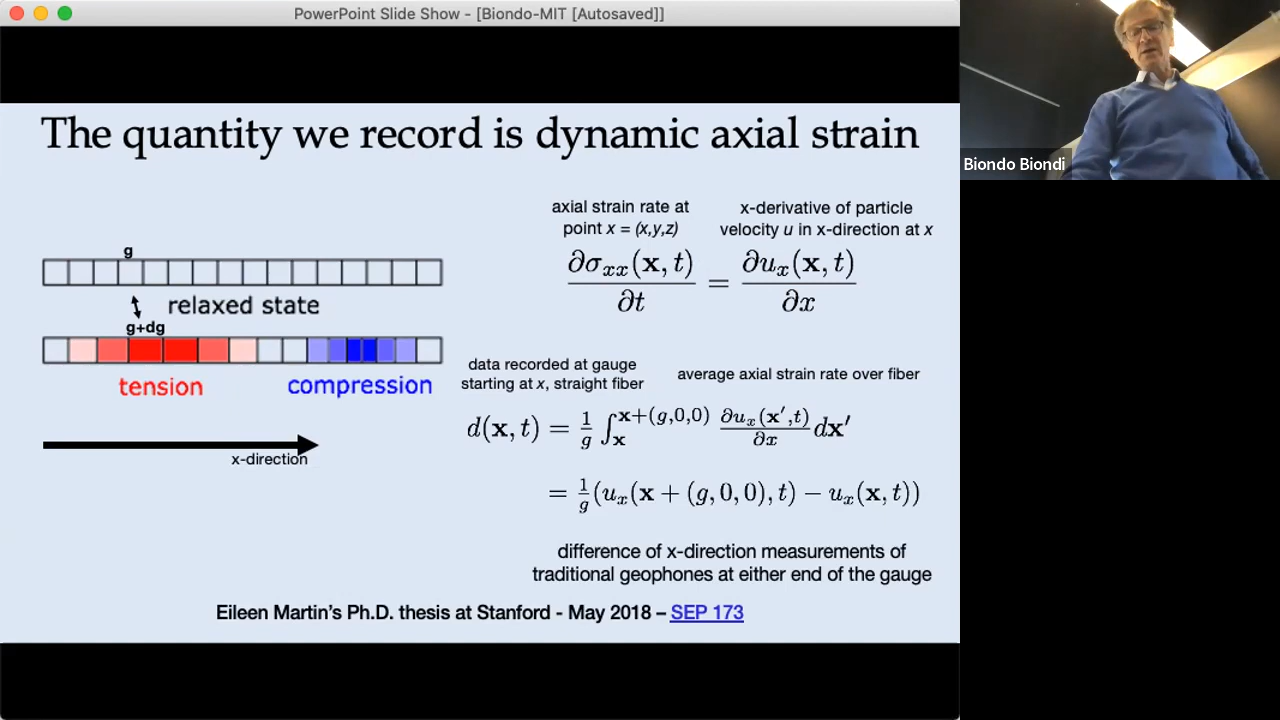 PowerPoint Slide Show - [Biondo-MIT [Autosaved]]
The quantity we record is dynamic axial strain
g
relaxed state
g+dg
tension
compression
x-direction
axial strain rate at
point x = (x,y,z)
x-derivative of particle
velocity u in x-direction at x
∂σ_xx(x, t)/∂t = ∂u_x(x, t)/∂x
data recorded at gauge
starting at x, straight fiber
average axial strain rate over fiber
d(x, t) = 1/g ∫_x^{x+(g,0,0)} ∂u_x(x′,t)/∂x dx′
= 1/g (u_x(x + (g, 0, 0), t) − u_x(x, t))
difference of x-direction measurements of
traditional geophones at either end of the gauge
Eileen Martin's Ph.D. thesis at Stanford - May 2018 – SEP 173
Biondo Biondi